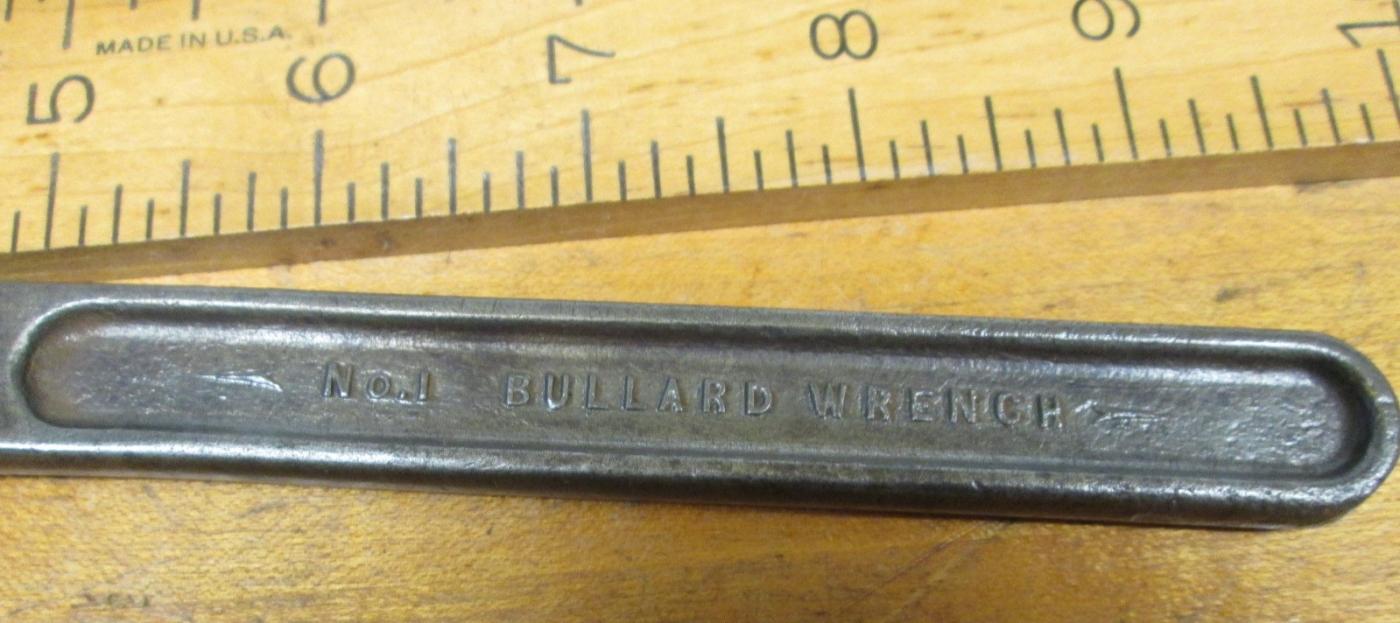 MADE IN U.S.A.
5 6 7 8 9
No.1 BULLARD WRENCH